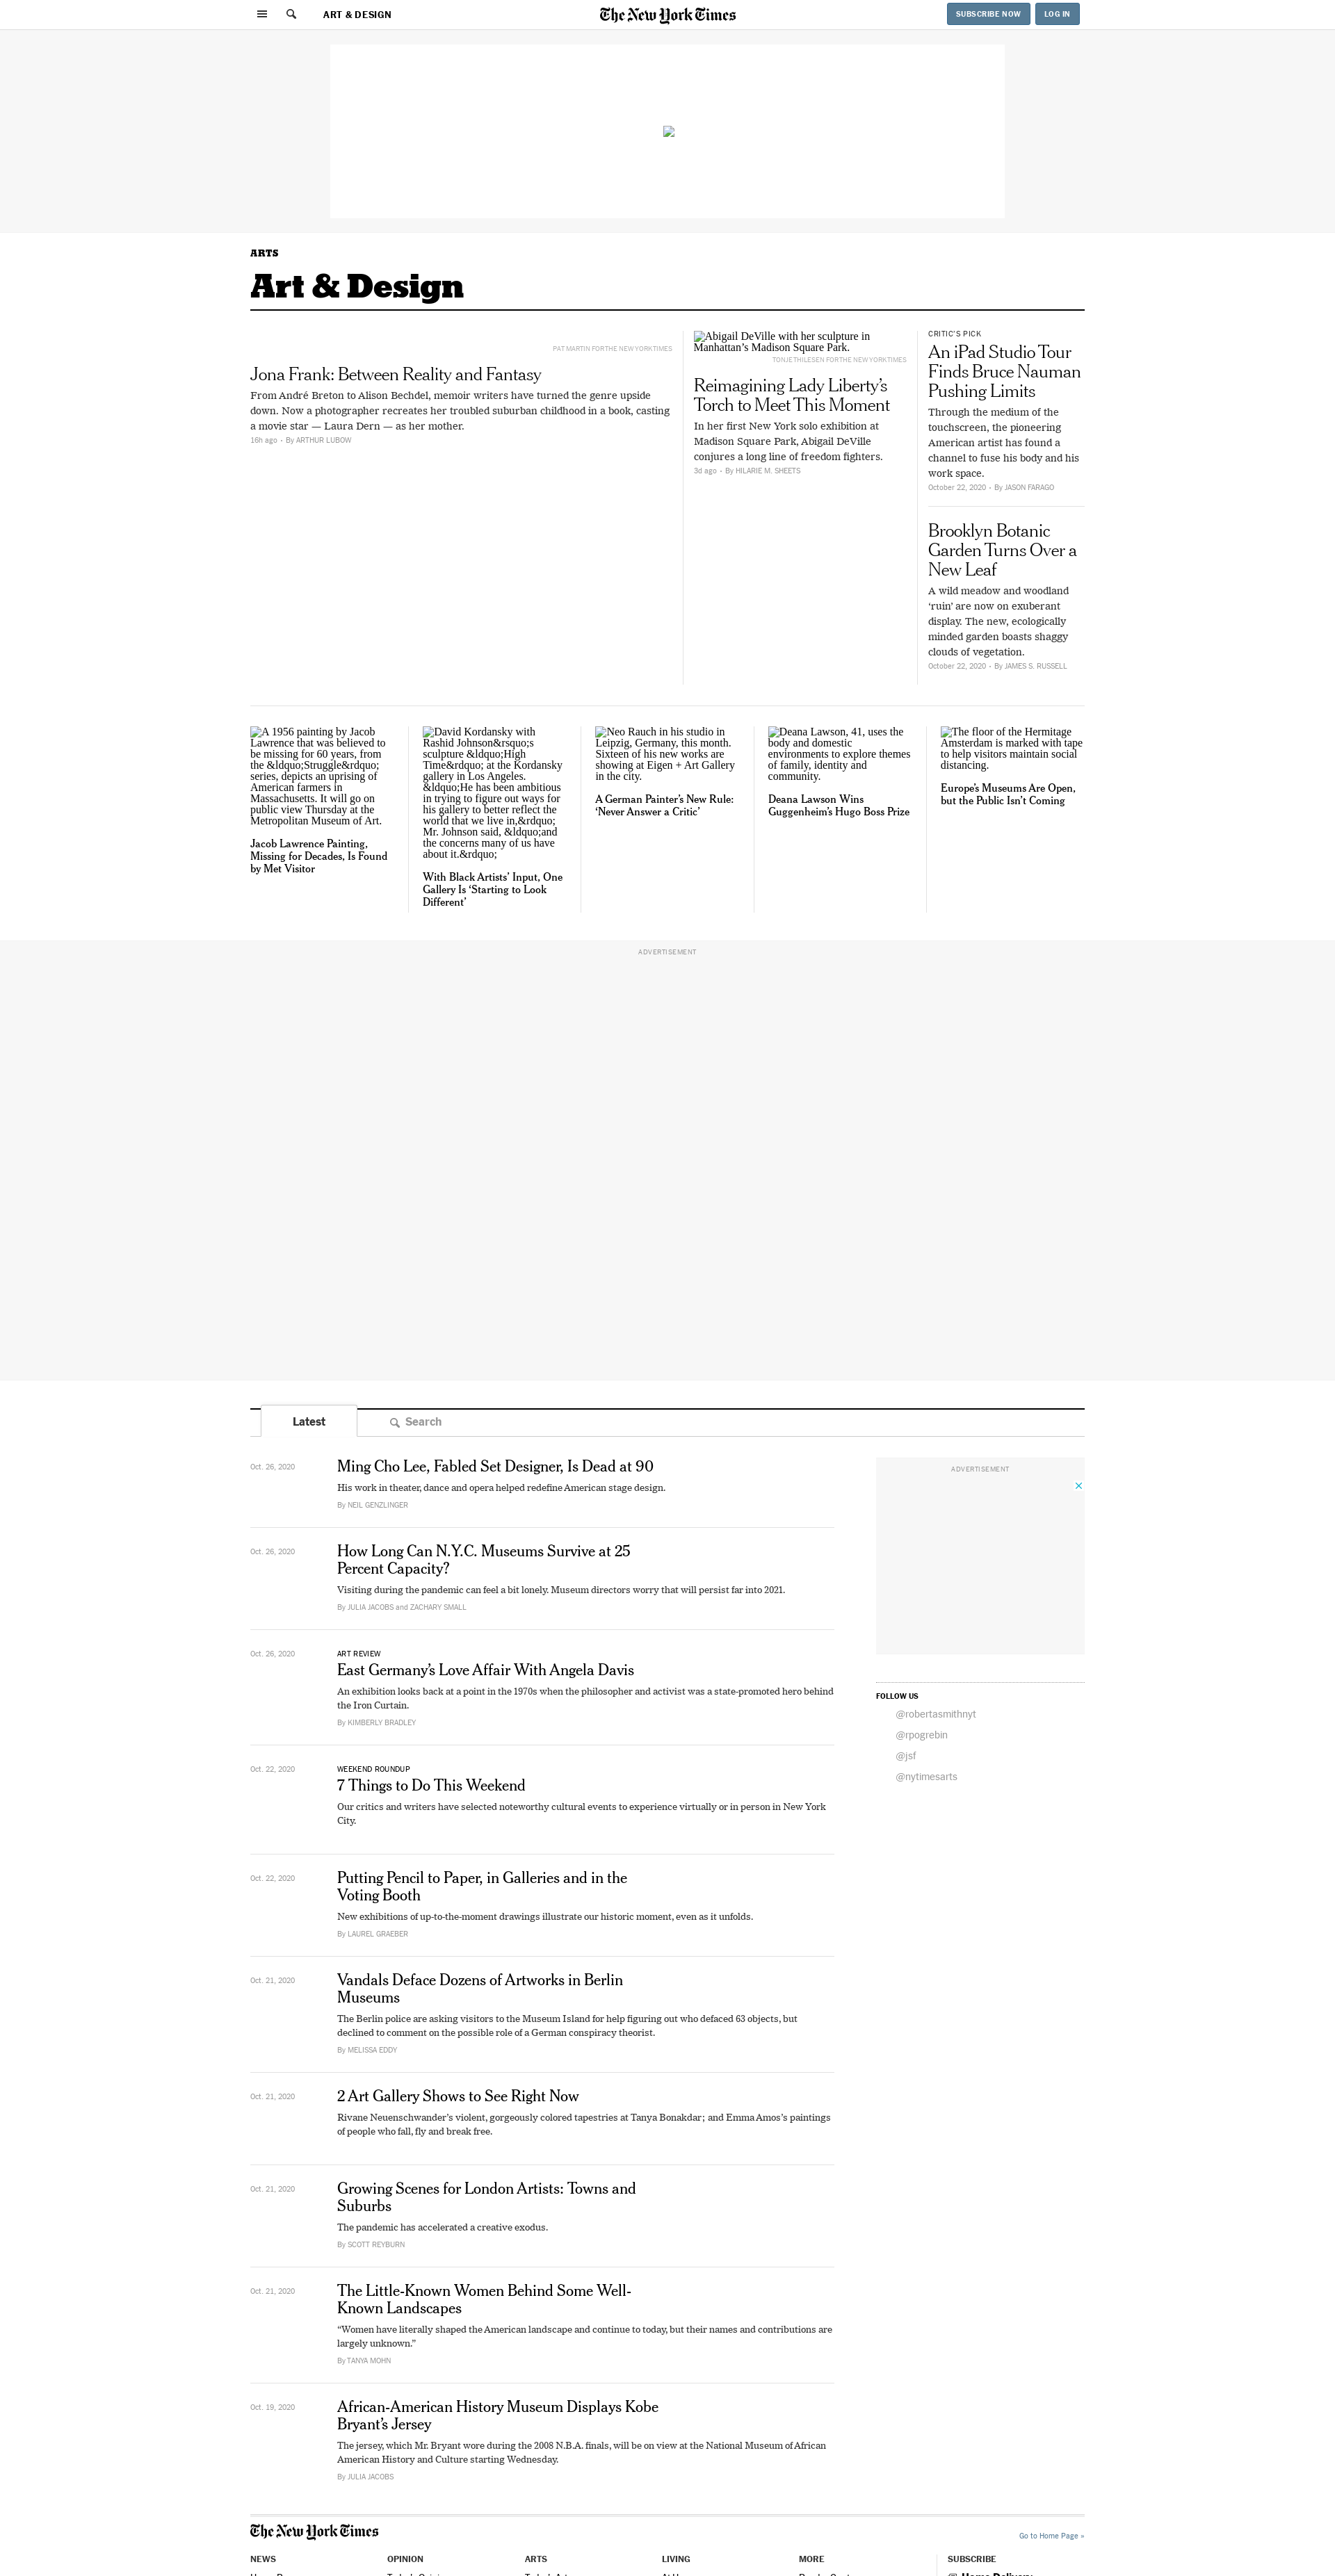 ART & DESIGN
The New York Times
SUBSCRIBE NOW
LOG IN
ARTS
Art & Design
PAT MARTIN FOR THE NEW YORK TIMES
Jona Frank: Between Reality and Fantasy
From André Breton to Alison Bechdel, memoir writers have turned the genre upside
down. Now a photographer recreates her troubled suburban childhood in a book, casting
a movie star — Laura Dern — as her mother.
16h ago • By ARTHUR LUBOW
Abigail DeVille with her sculpture in
Manhattan’s Madison Square Park.
TONJE THILESEN FOR THE NEW YORK TIMES
Reimagining Lady Liberty’s
Torch to Meet This Moment
In her first New York solo exhibition at
Madison Square Park, Abigail DeVille
conjures a long line of freedom fighters.
3d ago • By HILARIE M. SHEETS
CRITIC’S PICK
An iPad Studio Tour
Finds Bruce Nauman
Pushing Limits
Through the medium of the
touchscreen, the pioneering
American artist has found a
channel to fuse his body and his
work space.
October 22, 2020 • By JASON FARAGO
Brooklyn Botanic
Garden Turns Over a
New Leaf
A wild meadow and woodland
‘ruin’ are now on exuberant
display. The new, ecologically
minded garden boasts shaggy
clouds of vegetation.
October 22, 2020 • By JAMES S. RUSSELL
A 1956 painting by Jacob
Lawrence that was believed to
be missing for 60 years, from
the &ldquo;Struggle&rdquo;
series, depicts an uprising of
American farmers in
Massachusetts. It will go on
public view Thursday at the
Metropolitan Museum of Art.
Jacob Lawrence Painting,
Missing for Decades, Is Found
by Met Visitor
David Kordansky with
Rashid Johnson&rsquo;s
sculpture &ldquo;High
Time&rdquo; at the Kordansky
gallery in Los Angeles.
&ldquo;He has been ambitious
in trying to figure out ways for
his gallery to better reflect the
world that we live in,&rdquo;
Mr. Johnson said, &ldquo;and
the concerns many of us have
about it.&rdquo;
With Black Artists’ Input, One
Gallery Is ‘Starting to Look
Different’
Neo Rauch in his studio in
Leipzig, Germany, this month.
Sixteen of his new works are
showing at Eigen + Art Gallery
in the city.
A German Painter’s New Rule:
‘Never Answer a Critic’
Deana Lawson, 41, uses the
body and domestic
environments to explore themes
of family, identity and
community.
Deana Lawson Wins
Guggenheim’s Hugo Boss Prize
The floor of the Hermitage
Amsterdam is marked with tape
to help visitors maintain social
distancing.
Europe’s Museums Are Open,
but the Public Isn’t Coming
ADVERTISEMENT
Latest
Search
Oct. 26, 2020
Ming Cho Lee, Fabled Set Designer, Is Dead at 90
His work in theater, dance and opera helped redefine American stage design.
By NEIL GENZLINGER
Oct. 26, 2020
How Long Can N.Y.C. Museums Survive at 25
Percent Capacity?
Visiting during the pandemic can feel a bit lonely. Museum directors worry that will persist far into 2021.
By JULIA JACOBS and ZACHARY SMALL
Oct. 26, 2020
ART REVIEW
East Germany’s Love Affair With Angela Davis
An exhibition looks back at a point in the 1970s when the philosopher and activist was a state-promoted hero behind
the Iron Curtain.
By KIMBERLY BRADLEY
Oct. 22, 2020
WEEKEND ROUNDUP
7 Things to Do This Weekend
Our critics and writers have selected noteworthy cultural events to experience virtually or in person in New York
City.
Oct. 22, 2020
Putting Pencil to Paper, in Galleries and in the
Voting Booth
New exhibitions of up-to-the-moment drawings illustrate our historic moment, even as it unfolds.
By LAUREL GRAEBER
Oct. 21, 2020
Vandals Deface Dozens of Artworks in Berlin
Museums
The Berlin police are asking visitors to the Museum Island for help figuring out who defaced 63 objects, but
declined to comment on the possible role of a German conspiracy theorist.
By MELISSA EDDY
Oct. 21, 2020
2 Art Gallery Shows to See Right Now
Rivane Neuenschwander’s violent, gorgeously colored tapestries at Tanya Bonakdar; and Emma Amos’s paintings
of people who fall, fly and break free.
Oct. 21, 2020
Growing Scenes for London Artists: Towns and
Suburbs
The pandemic has accelerated a creative exodus.
By SCOTT REYBURN
Oct. 21, 2020
The Little-Known Women Behind Some Well-
Known Landscapes
“Women have literally shaped the American landscape and continue to today, but their names and contributions are
largely unknown.”
By TANYA MOHN
Oct. 19, 2020
African-American History Museum Displays Kobe
Bryant’s Jersey
The jersey, which Mr. Bryant wore during the 2008 N.B.A. finals, will be on view at the National Museum of African
American History and Culture starting Wednesday.
By JULIA JACOBS
ADVERTISEMENT
FOLLOW US
@robertasmithnyt
@rpogrebin
@jsf
@nytimesarts
The New York Times
Go to Home Page »
NEWS
OPINION
ARTS
LIVING
MORE
SUBSCRIBE